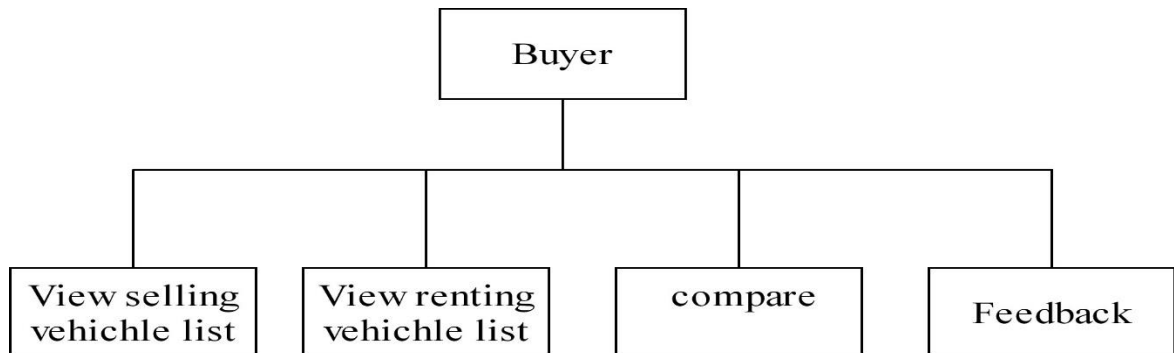 Buyer
View selling
vehichle list
View renting
vehichle list
compare
Feedback